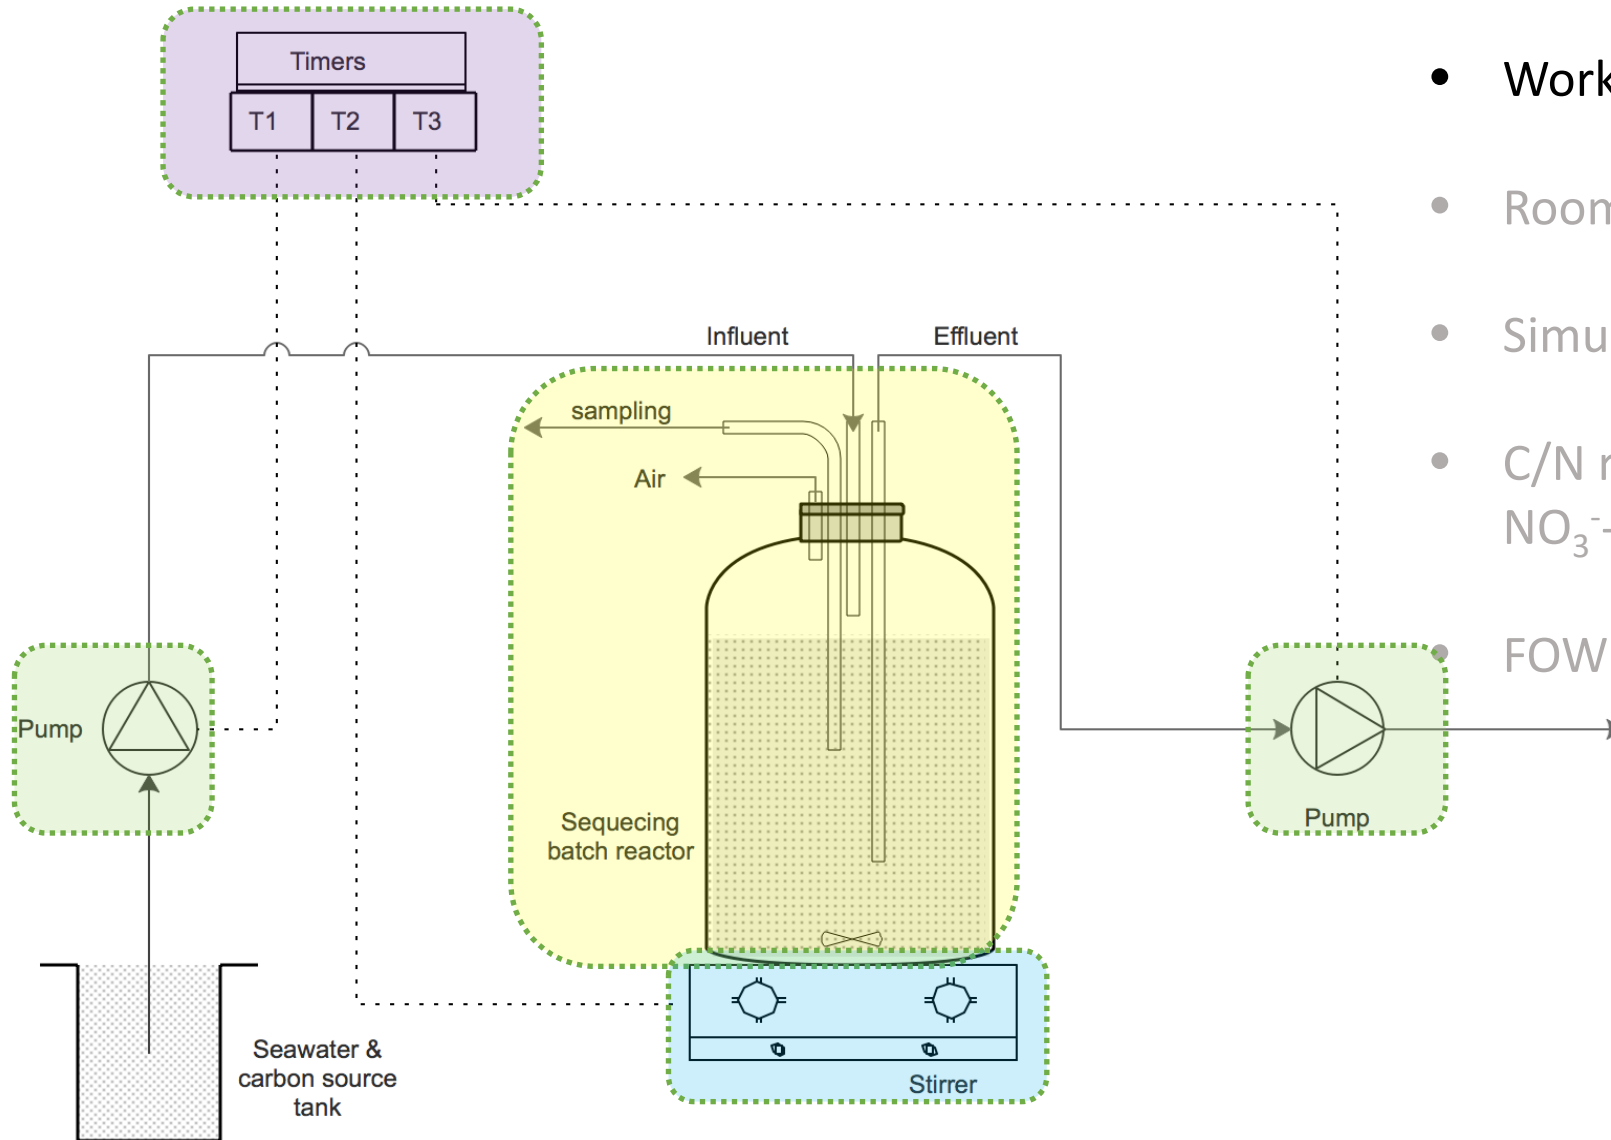 Timers
T1 T2 T3
Influent
Effluent
sampling
Air
Pump
Sequecing
batch reactor
Pump
Seawater &
carbon source
tank
Stirrer
• Work
• Room
• Simu
• C/N r
NO₃⁻-
• FOW